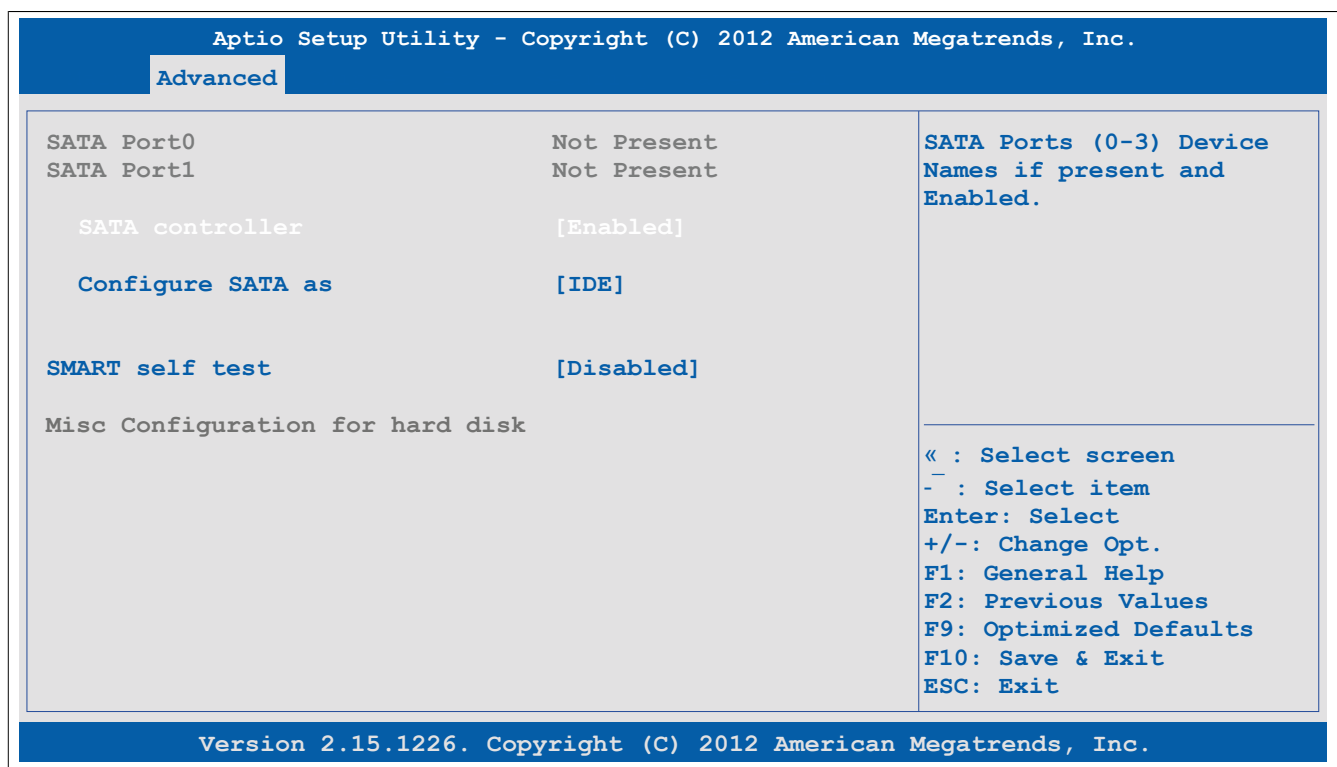 Aptio Setup Utility - Copyright (C) 2012 American Megatrends, Inc.
Advanced
SATA Port0 Not Present
SATA Port1 Not Present
SATA controller [Enabled]
Configure SATA as [IDE]
SMART self test [Disabled]
Misc Configuration for hard disk
SATA Ports (0-3) Device
Names if present and
Enabled.
« : Select screen
-¯ : Select item
Enter: Select
+/-: Change Opt.
F1: General Help
F2: Previous Values
F9: Optimized Defaults
F10: Save & Exit
ESC: Exit
Version 2.15.1226. Copyright (C) 2012 American Megatrends, Inc.